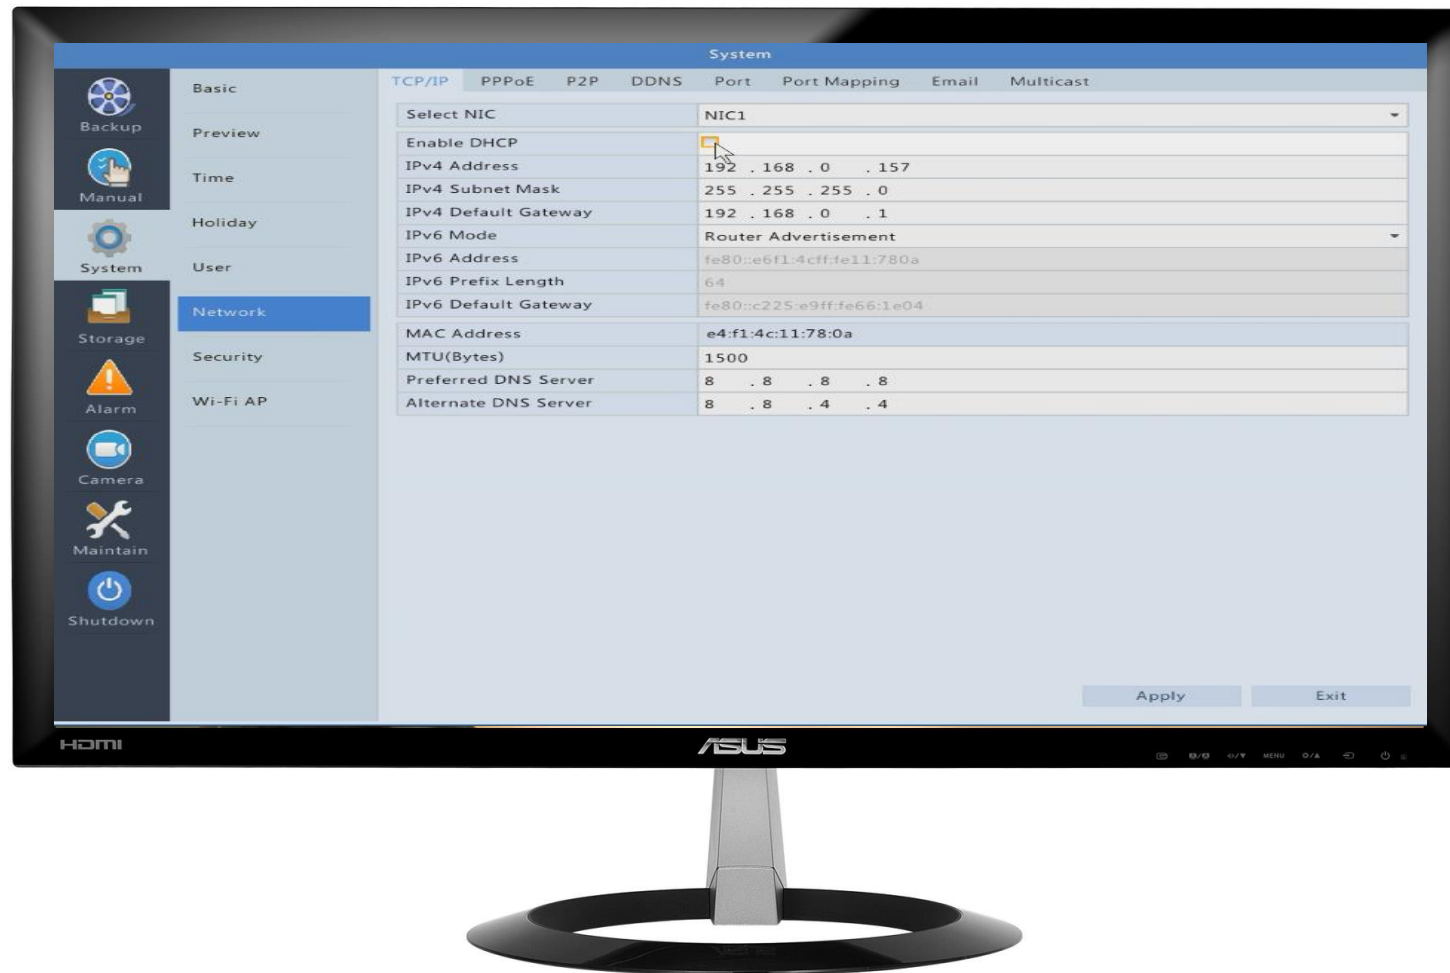 System
Backup
Manual
System
Storage
Alarm
Camera
Maintain
Shutdown
Basic
Preview
Time
Holiday
User
Network
Security
Wi-Fi AP
TCP/IP PPPoE P2P DDNS Port Port Mapping Email Multicast
Select NIC NIC1
Enable DHCP
IPv4 Address 192 . 168 . 0 . 157
IPv4 Subnet Mask 255 . 255 . 255 . 0
IPv4 Default Gateway 192 . 168 . 0 . 1
IPv6 Mode Router Advertisement
IPv6 Address fe80::e6f1:4cff:fe11:780a
IPv6 Prefix Length 64
IPv6 Default Gateway fe80::c225:e9ff:fe66:1e04
MAC Address e4:f1:4c:11:78:0a
MTU(Bytes) 1500
Preferred DNS Server 8 . 8 . 8 . 8
Alternate DNS Server 8 . 8 . 4 . 4
Apply Exit
HDMI ASUS
MENU